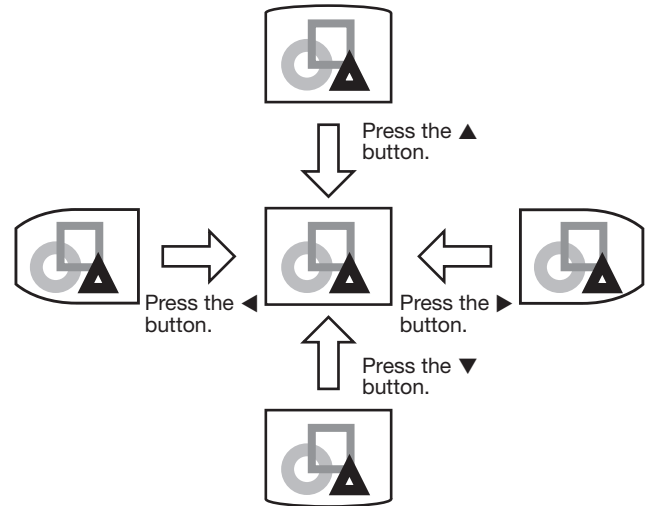 Press the ▲
button.
Press the ◀
button.
Press the ▶
button.
Press the ▼
button.